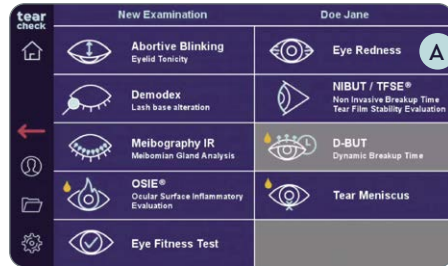 tear
check
New Examination
Doe Jane
Abortive Blinking
Eyelid Tonicity
Eye Redness
A
Demodex
Lash base alteration
NIBUT / TFSE®
Non Invasive Breakup Time
Tear Film Stability Evaluation
Meibography IR
Meibomian Gland Analysis
D-BUT
Dynamic Breakup Time
OSIE®
Ocular Surface Inflammatory
Evaluation
Tear Meniscus
Eye Fitness Test